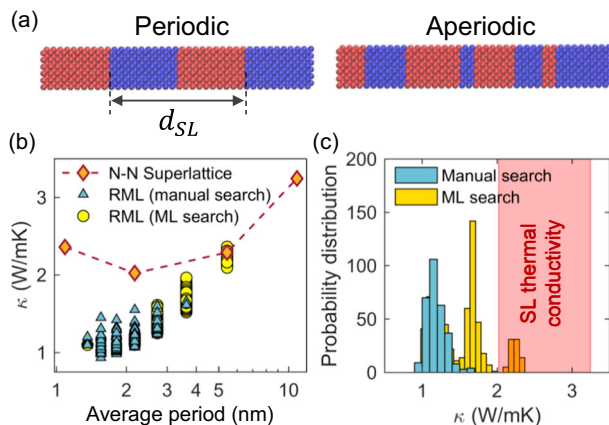 (a) Periodic Aperiodic
d_SL
(b)
N-N Superlattice
RML (manual search)
RML (ML search)
κ (W/mK)
3
2
1
1 2 3 4 5 10
Average period (nm)
(c)
Manual search
ML search
SL thermal
conductivity
Probability distribution
200
150
100
50
0
1 2 3
κ (W/mK)